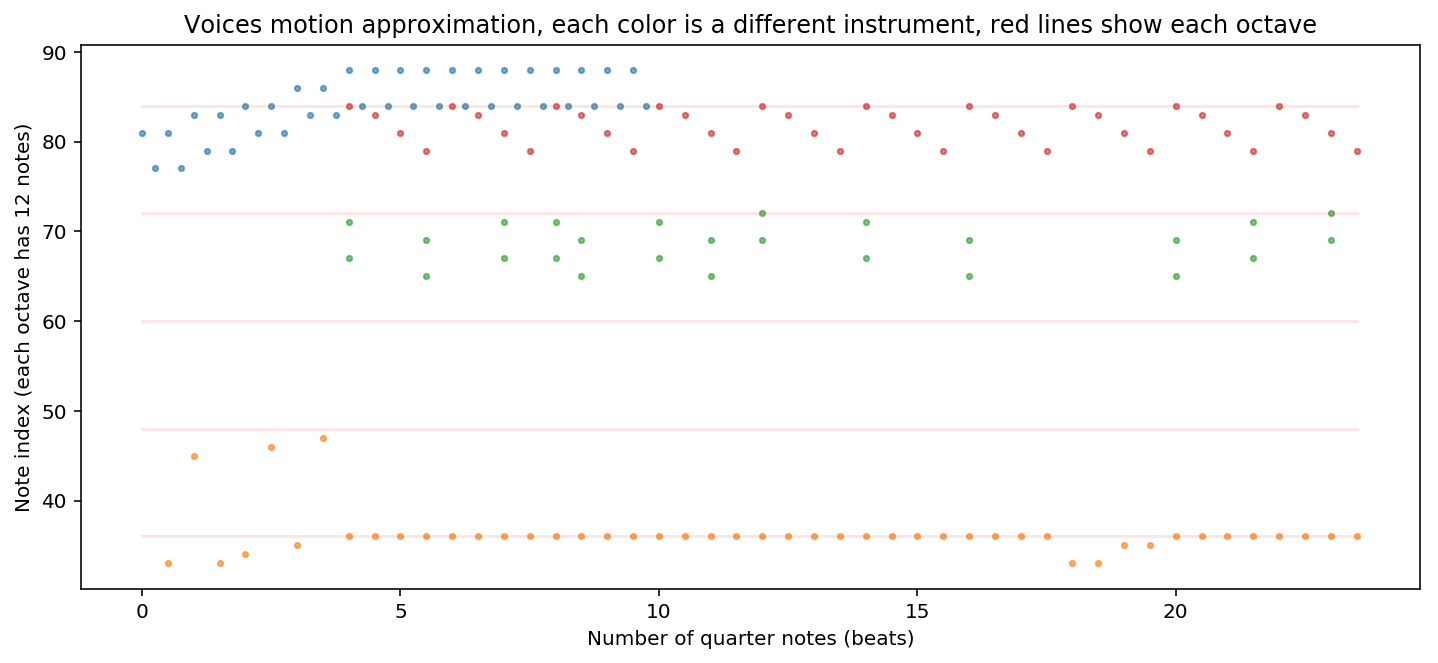 Voices motion approximation, each color is a different instrument, red lines show each octave
90
80
70
60
50
40
Note index (each octave has 12 notes)
0 5 10 15 20
Number of quarter notes (beats)